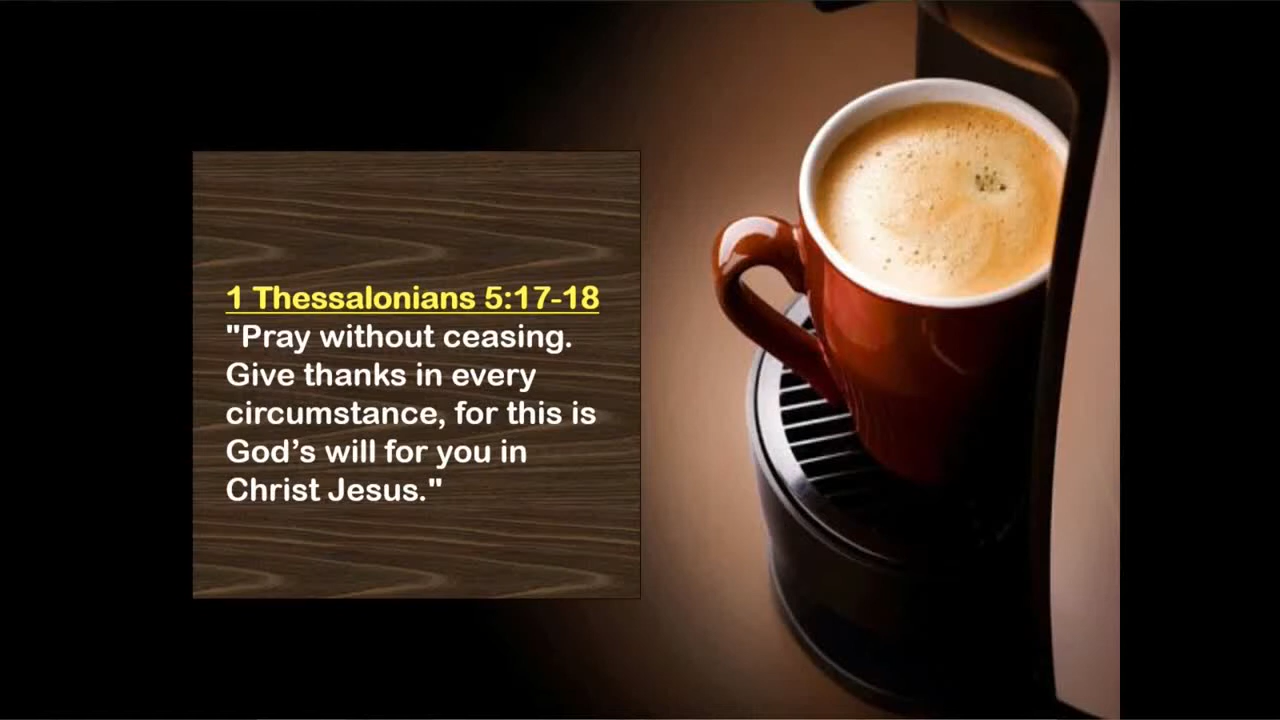 1 Thessalonians 5:17-18
"Pray without ceasing.
Give thanks in every
circumstance, for this is
God’s will for you in
Christ Jesus."